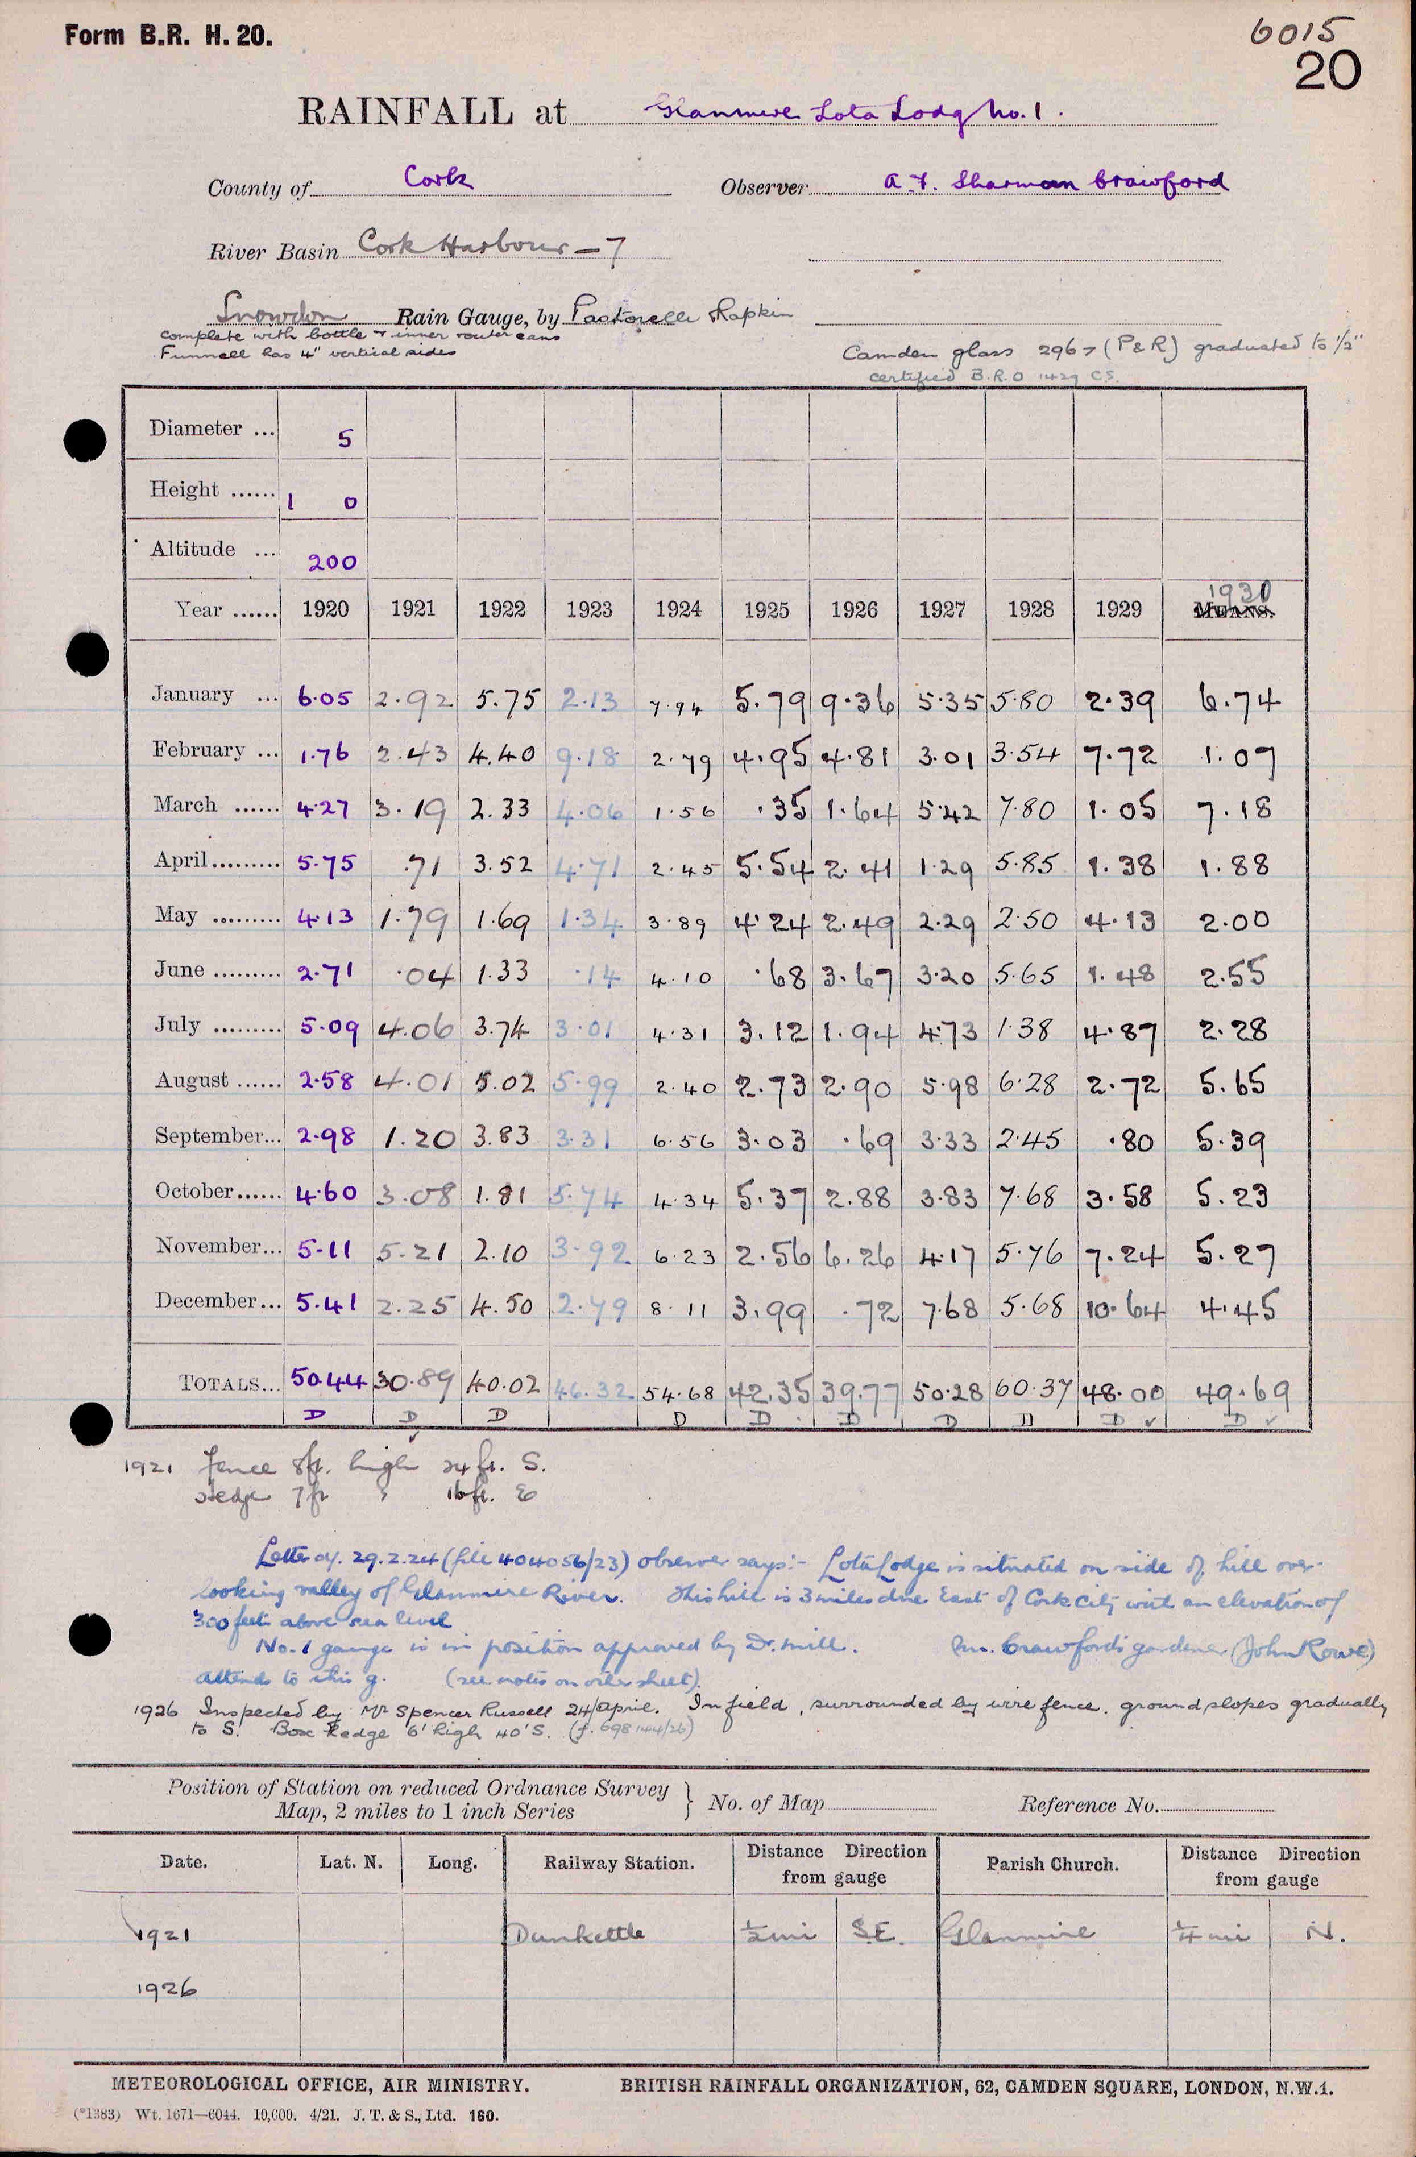 Form B.R. H. 20.
6015
20
RAINFALL at Glanmire Lota Lodge No. 1.
County of Cork Observer A. F. Sharman Crawford
River Basin Cork Harbour — 7
Snowdon Rain Gauge, by Pastorelli Rapkin
complete with bottle & inner & outer cans
Funnell has 4" vertical sides
Camden glass 2967 (P & R) graduated to 1/2"
certified B.R.O 1429 CS.
Diameter ... 5
Height ...... 1 0
Altitude ... 200
Year ...... 1920 1921 1922 1923 1924 1925 1926 1927 1928 1929 MEANS. 1930
January ... 6.05 2.92 5.75 2.13 7.94 5.79 9.36 5.35 5.80 2.39 6.74
February ... 1.76 2.43 4.40 9.18 2.79 4.95 4.81 3.01 3.54 7.72 1.07
March ...... 4.27 3.19 2.33 4.06 1.56 .35 1.64 5.42 7.80 1.05 7.18
April......... 5.75 .71 3.52 4.71 2.45 5.54 2.41 1.29 5.85 1.38 1.88
May ......... 4.13 1.79 1.69 1.34 3.89 4.24 2.49 2.29 2.50 4.13 2.00
June ......... 2.71 .04 1.33 .14 4.10 .68 3.67 3.20 5.65 1.48 2.55
July ......... 5.09 4.06 3.74 3.01 4.31 3.12 1.94 4.73 1.38 4.87 2.28
August ...... 2.58 4.01 5.02 5.99 2.40 2.73 2.90 5.98 6.28 2.72 5.65
September... 2.98 1.20 3.83 3.31 6.56 3.03 .69 3.33 2.45 .80 5.39
October...... 4.60 3.08 1.81 5.74 4.34 5.37 2.88 3.83 7.68 3.58 5.23
November... 5.11 5.21 2.10 3.92 6.23 2.56 6.26 4.17 5.76 7.24 5.27
December... 5.41 2.25 4.50 2.79 8.11 3.99 .72 7.68 5.68 10.64 4.45
TOTALS... 50.44 30.89 40.02 46.32 54.68 42.35 39.77 50.28 60.37 48.00 49.69
D D D D D D D D D ✓ D ✓
✓
1921 Fence 8ft. high 24 ft. S.
Hedge 7ft " 16ft. E
Letter of. 29.2.24 (file 404056/23) observer says:- Lota Lodge is situated on side of hill over-
looking valley of Glanmire River. This hill is 3 miles due East of Cork City with an elevation of
300 feet above sea level
No. 1 gauge is in position approved by Dr. Mill. Mr. Crawford's gardener (John Rowe)
attends to this g. (see notes on other sheet).
1926 Inspected by Mr Spencer Russell 24/April. In field, surrounded by wire fence. ground slopes gradually
to S. Box hedge 6' high 40' S. (f. 698144/26)
Position of Station on reduced Ordnance Survey
Map, 2 miles to 1 inch Series } No. of Map Reference No.
Date. Lat. N. Long. Railway Station. Distance Direction from gauge Parish Church. Distance Direction from gauge
1921 Dunkettle 1/2 mi S.E. Glanmire 1/4 mi N.
1926
METEOROLOGICAL OFFICE, AIR MINISTRY. BRITISH RAINFALL ORGANIZATION, 62, CAMDEN SQUARE, LONDON, N.W.1.
(*1383) Wt. 1671—6044. 10,000. 4/21. J. T. & S., Ltd. 160.